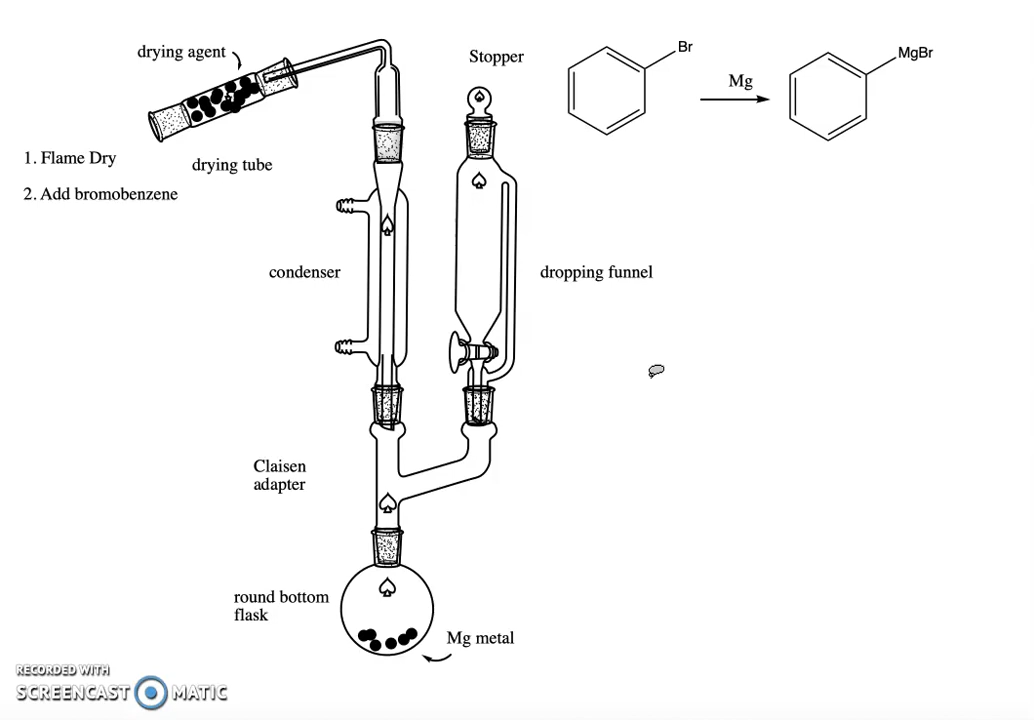 drying agent
Stopper
Br
MgBr
Mg
1. Flame Dry
drying tube
2. Add bromobenzene
condenser
dropping funnel
Claisen
adapter
round bottom
flask
Mg metal
RECORDED WITH
SCREENCAST MATIC